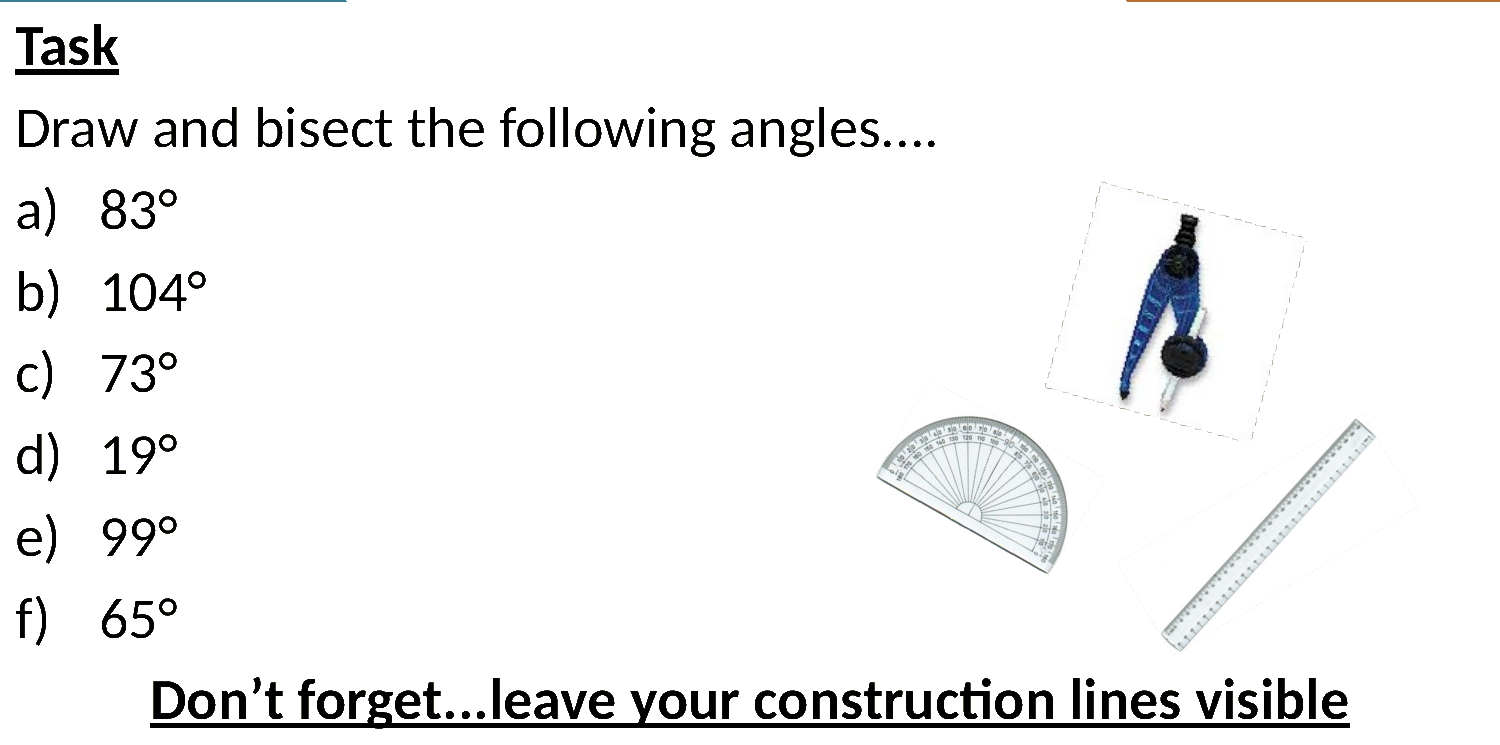 Task
Draw and bisect the following angles....
a) 83°
b) 104°
c) 73°
d) 19°
e) 99°
f) 65°
Don’t forget...leave your construction lines visible